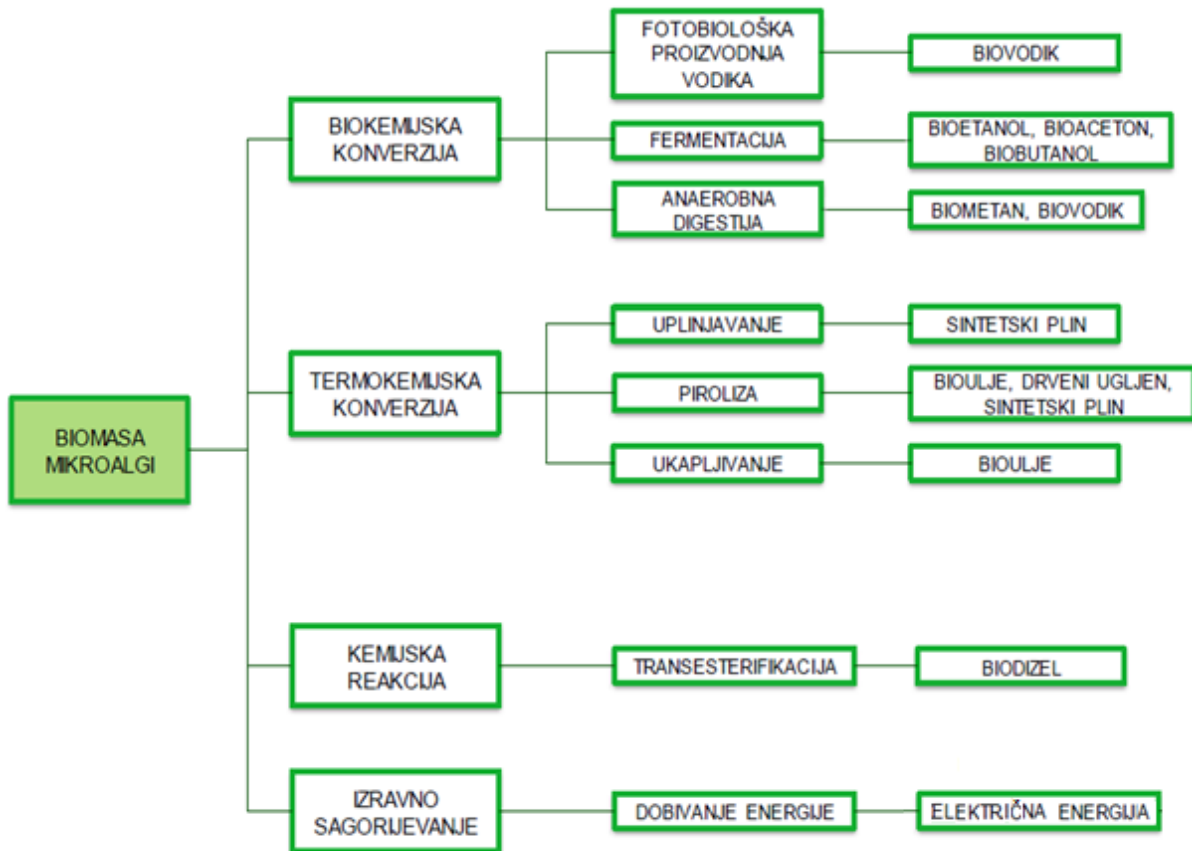 FOTOBIOLOŠKA
PROIZVODNJA
VODIKA
BIOVODIK
BIOKEMIJSKA
KONVERZIJA
FERMENTACIJA
BIOETANOL, BIOACETON,
BIOBUTANOL
ANAEROBNA
DIGESTIJA
BIOMETAN, BIOVODIK
UPLINJAVANJE
SINTETSKI PLIN
TERMOKEMIJSKA
KONVERZIJA
PIROLIZA
BIOULJE, DRVENI UGLJEN,
SINTETSKI PLIN
BIOMASA
MIKROALGI
UKAPLJIVANJE
BIOULJE
KEMIJSKA
REAKCIJA
TRANSESTERIFIKACIJA
BIODIZEL
IZRAVNO
SAGORIJEVANJE
DOBIVANJE ENERGIJE
ELEKTRIČNA ENERGIJA